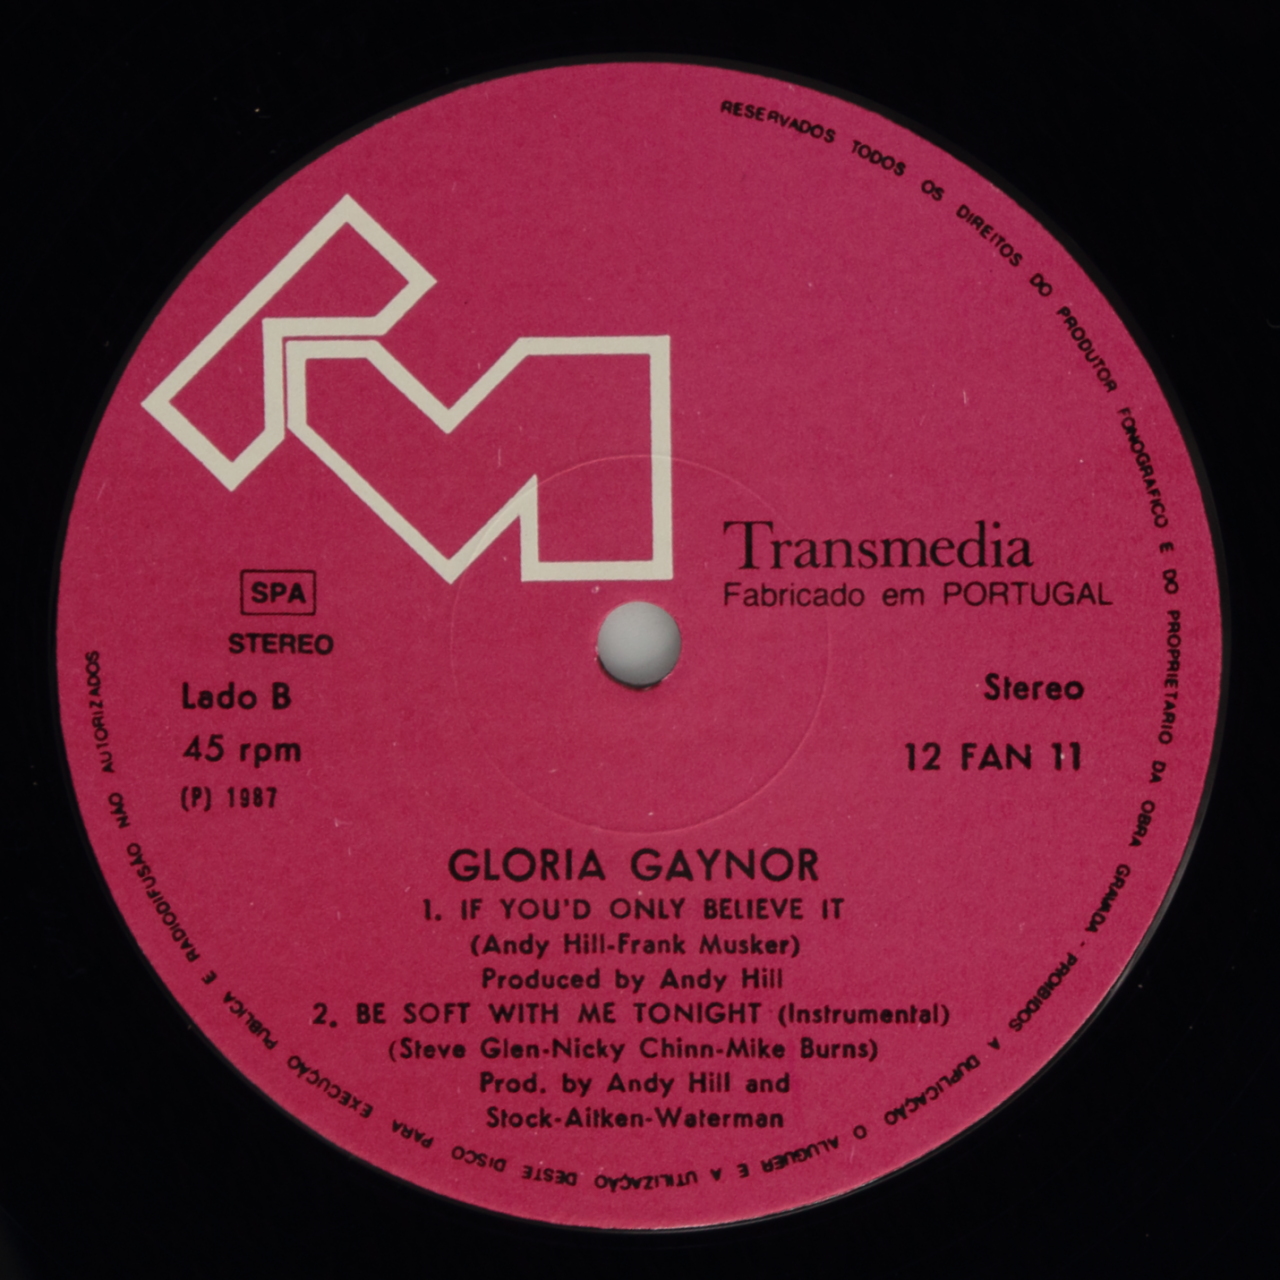 RESERVADOS TODOS OS DIREITOS DO PRODUTOR FONOGRAFICO E DO PROPRIETARIO DA OBRA GRAVADA - PROIBIDOS A DUPLICAÇÃO O ALUGUER E A UTILIZAÇÃO DESTE DISCO PARA EXECUÇÃO PUBLICA E RADIODIFUSÃO NÃO AUTORIZADOS
Transmedia
Fabricado em PORTUGAL
SPA
STEREO
Lado B
45 rpm
(P) 1987
Stereo
12 FAN 11
GLORIA GAYNOR
1. IF YOU'D ONLY BELIEVE IT
(Andy Hill-Frank Musker)
Produced by Andy Hill
2. BE SOFT WITH ME TONIGHT (Instrumental)
(Steve Glen-Nicky Chinn-Mike Burns)
Prod. by Andy Hill and
Stock-Aitken-Waterman